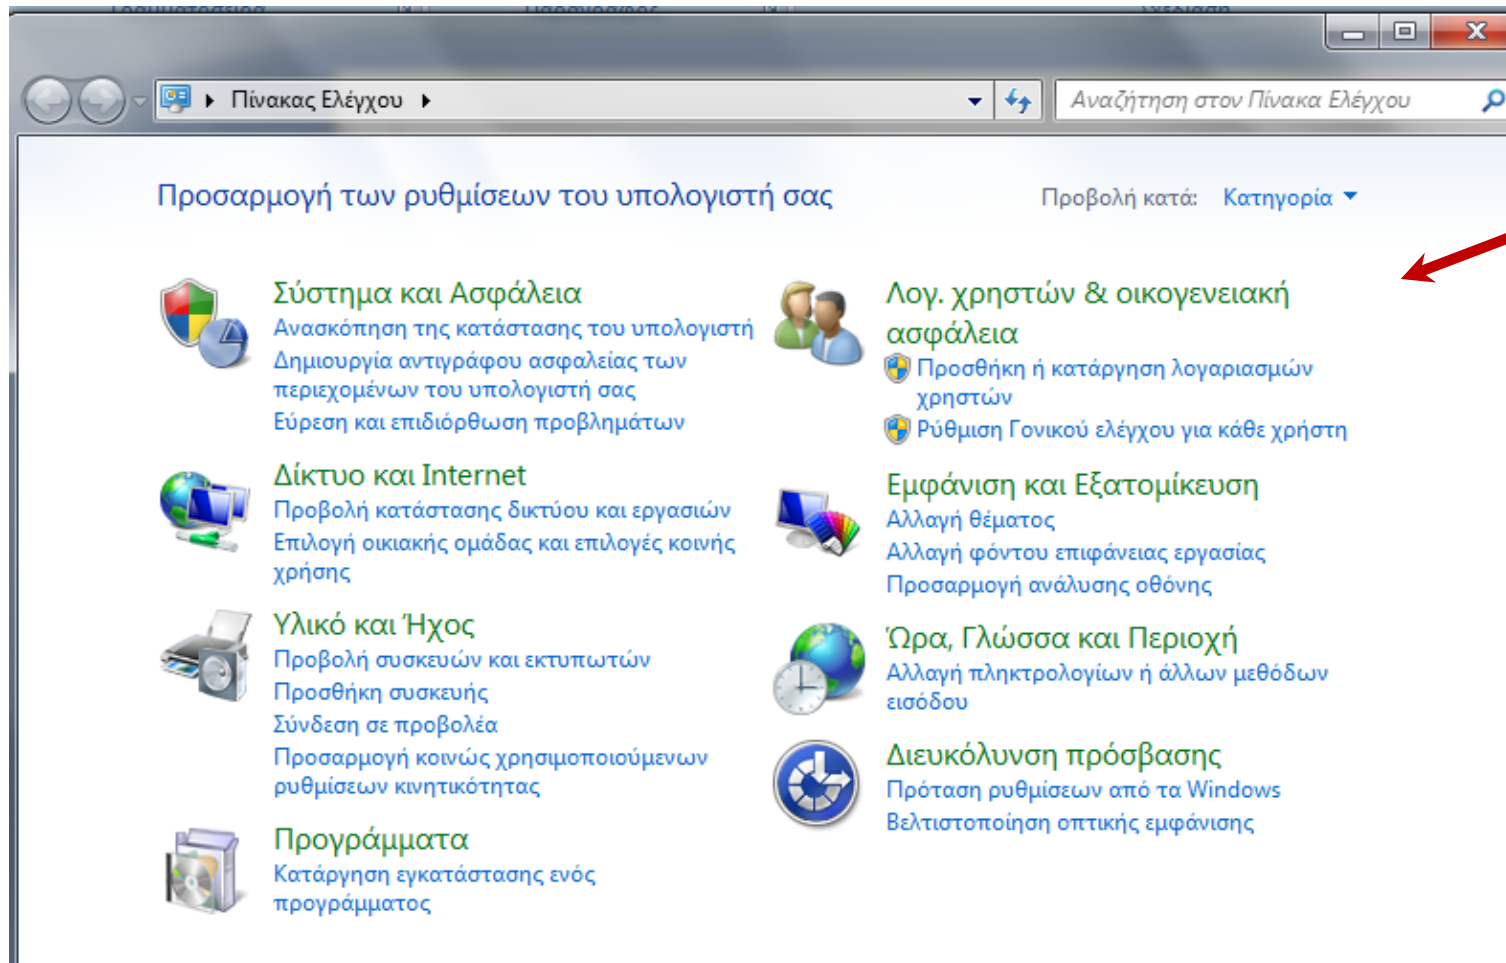 Πίνακας Ελέγχου
Αναζήτηση στον Πίνακα Ελέγχου
Προσαρμογή των ρυθμίσεων του υπολογιστή σας
Προβολή κατά: Κατηγορία
Σύστημα και Ασφάλεια
Ανασκόπηση της κατάστασης του υπολογιστή
Δημιουργία αντιγράφου ασφαλείας των
περιεχομένων του υπολογιστή σας
Εύρεση και επιδιόρθωση προβλημάτων
Δίκτυο και Internet
Προβολή κατάστασης δικτύου και εργασιών
Επιλογή οικιακής ομάδας και επιλογές κοινής
χρήσης
Υλικό και Ήχος
Προβολή συσκευών και εκτυπωτών
Προσθήκη συσκευής
Σύνδεση σε προβολέα
Προσαρμογή κοινώς χρησιμοποιούμενων
ρυθμίσεων κινητικότητας
Προγράμματα
Κατάργηση εγκατάστασης ενός
προγράμματος
Λογ. χρηστών & οικογενειακή
ασφάλεια
Προσθήκη ή κατάργηση λογαριασμών
χρηστών
Ρύθμιση Γονικού ελέγχου για κάθε χρήστη
Εμφάνιση και Εξατομίκευση
Αλλαγή θέματος
Αλλαγή φόντου επιφάνειας εργασίας
Προσαρμογή ανάλυσης οθόνης
Ώρα, Γλώσσα και Περιοχή
Αλλαγή πληκτρολογίων ή άλλων μεθόδων
εισόδου
Διευκόλυνση πρόσβασης
Πρόταση ρυθμίσεων από τα Windows
Βελτιστοποίηση οπτικής εμφάνισης